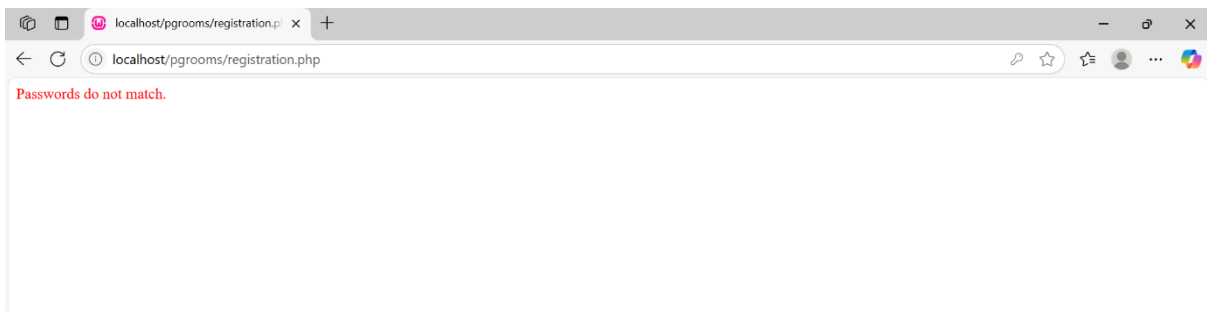 localhost/pgrooms/registration.p
localhost/pgrooms/registration.php
Passwords do not match.